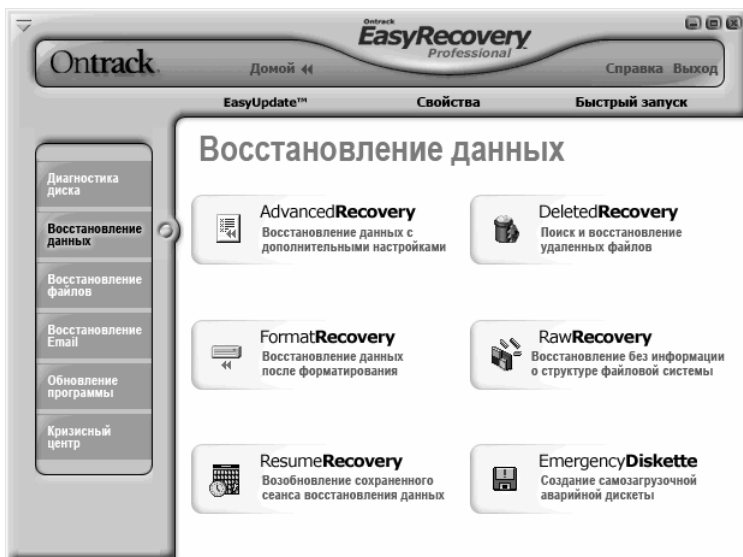 Ontrack
EasyRecovery
Professional
Ontrack.
Домой
Справка Выход
EasyUpdate™ Свойства Быстрый запуск
Диагностика
диска
Восстановление
данных
Восстановление
файлов
Восстановление
Email
Обновление
программы
Кризисный
центр
Восстановление данных
AdvancedRecovery
Восстановление данных с
дополнительными настройками
DeletedRecovery
Поиск и восстановление
удаленных файлов
FormatRecovery
Восстановление данных
после форматирования
RawRecovery
Восстановление без информации
о структуре файловой системы
ResumeRecovery
Возобновление сохраненного
сеанса восстановления данных
EmergencyDiskette
Создание самозагрузочной
аварийной дискеты